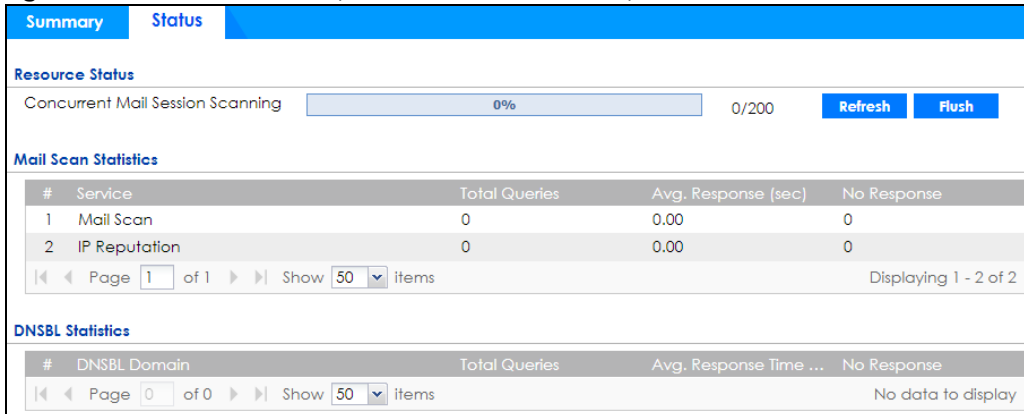 Summary Status
Resource Status
Concurrent Mail Session Scanning 0% 0/200 Refresh Flush
Mail Scan Statistics
# Service Total Queries Avg. Response (sec) No Response
1 Mail Scan 0 0.00 0
2 IP Reputation 0 0.00 0
Page 1 of 1 Show 50 items Displaying 1 - 2 of 2
DNSBL Statistics
# DNSBL Domain Total Queries Avg. Response Time ... No Response
Page 0 of 0 Show 50 items No data to display